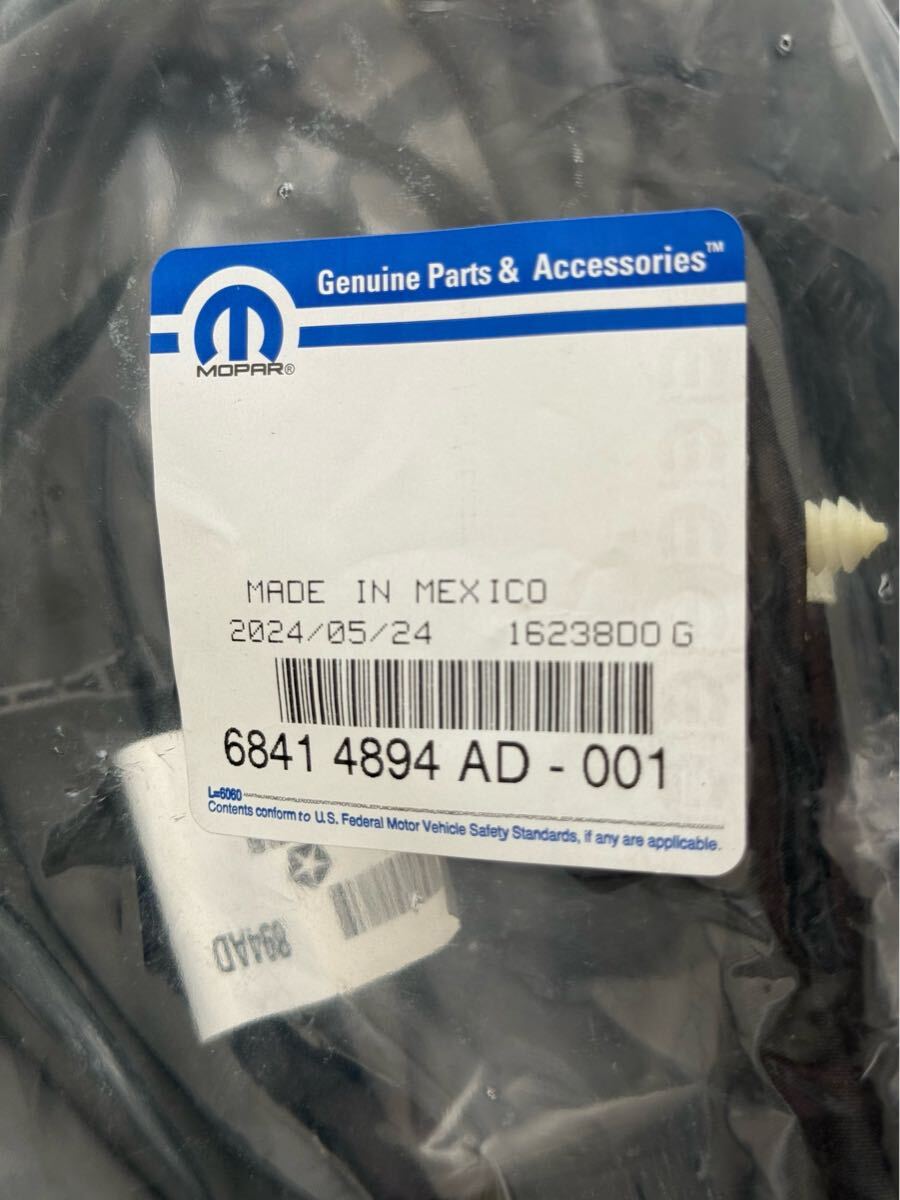 Genuine Parts & Accessories™
MOPAR®
MADE IN MEXICO
2024/05/24 16238D0 G
6841 4894 AD - 001
L=6060
Contents conform to U.S. Federal Motor Vehicle Safety Standards, if any are applicable.
894AD